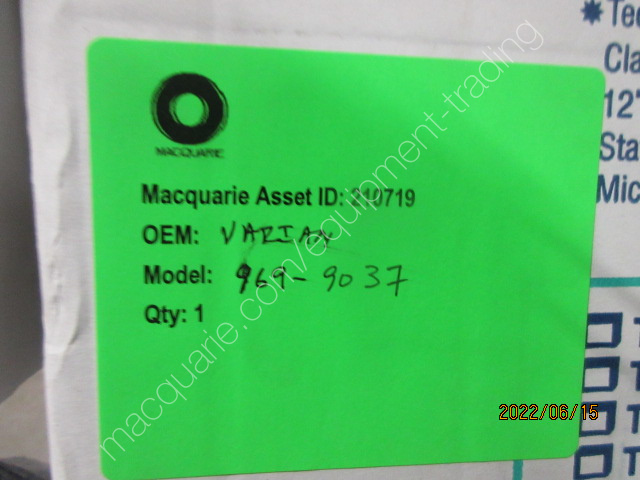 MACQUARIE
Macquarie Asset ID: 210719
OEM: VARIAN
Model: 969-9037
Qty: 1
macquarie.com/equipment-trading
* Tec
Cla
12"
Sta
Mic
2022/06/15